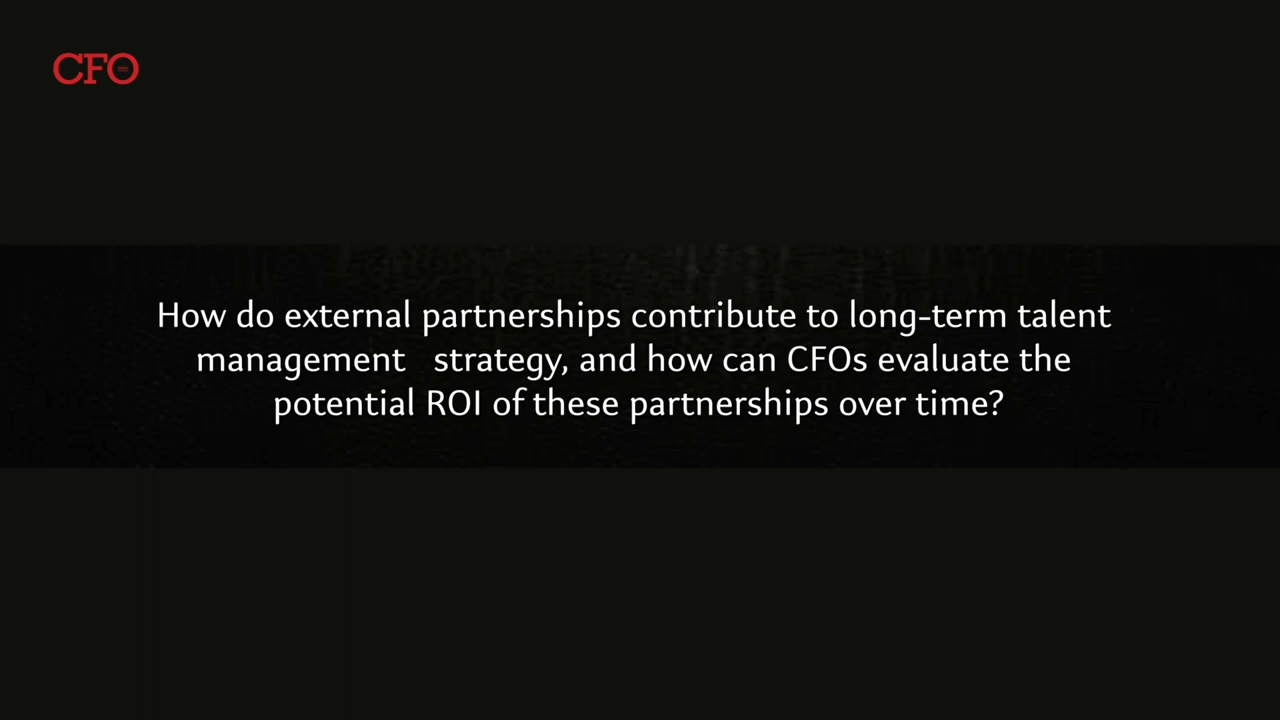 CFO
How do external partnerships contribute to long-term talent
management strategy, and how can CFOs evaluate the
potential ROI of these partnerships over time?